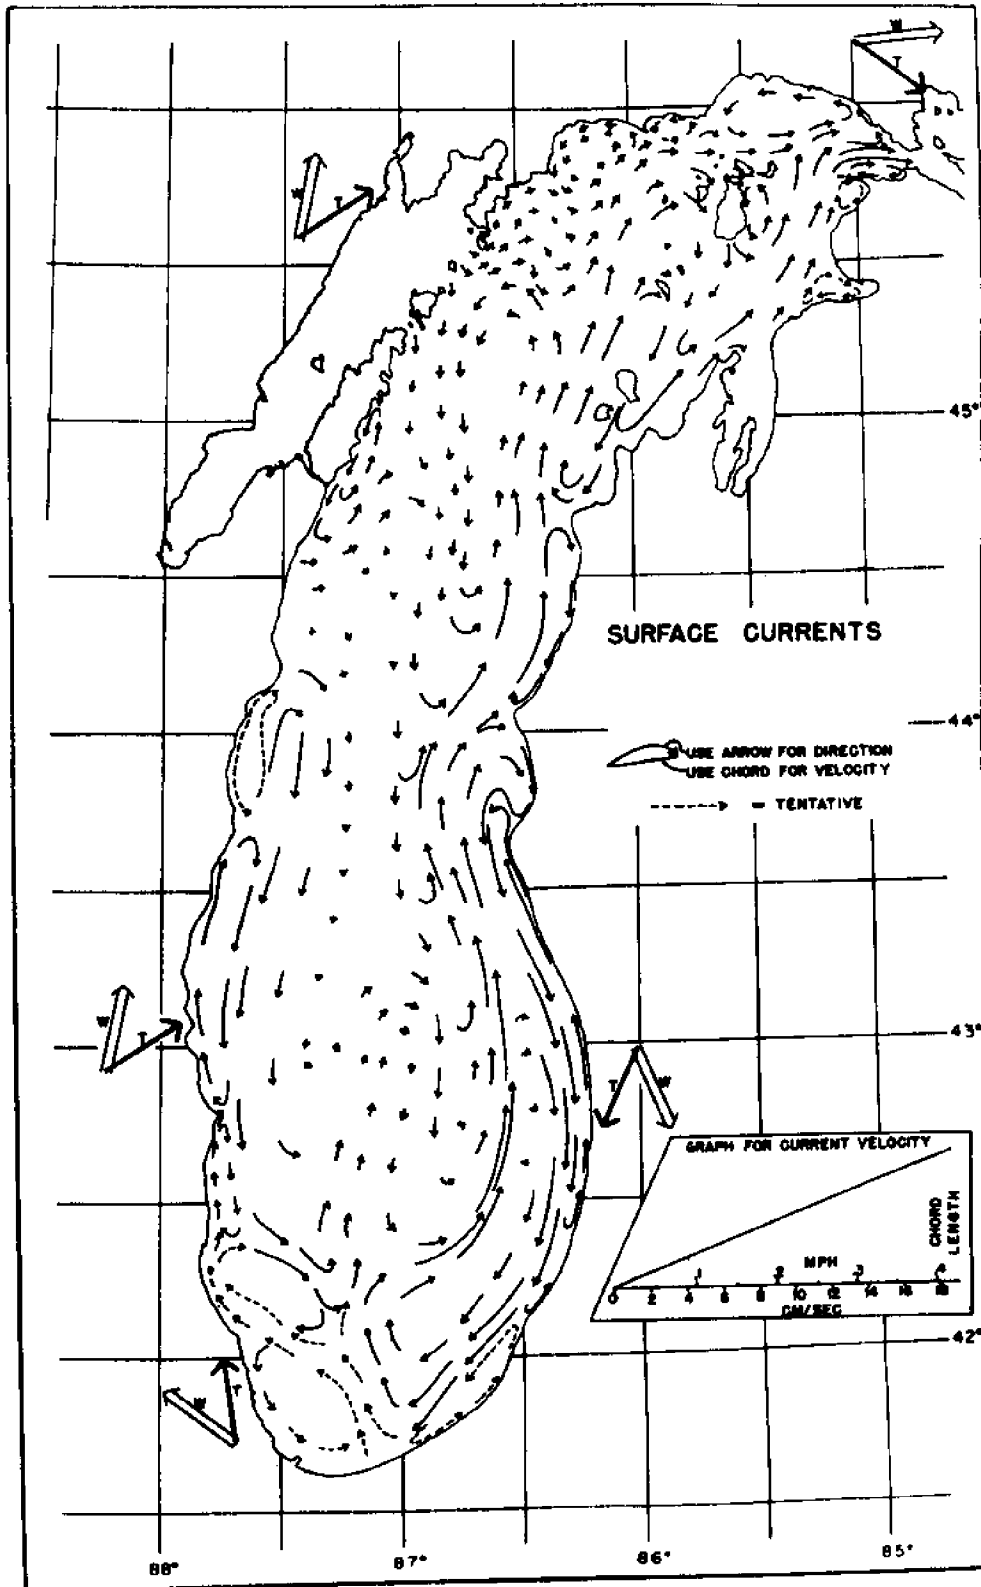 W
T
W
T
45°
SURFACE CURRENTS
44°
USE ARROW FOR DIRECTION
USE CHORD FOR VELOCITY
= TENTATIVE
43°
W
T
T
W
GRAPH FOR CURRENT VELOCITY
CHORD
LENGTH
MPH
.1 .2 .3 .4
0 2 4 6 8 10 12 14 16 18
CM/SEC
42°
W
T
88° 87° 86° 85°